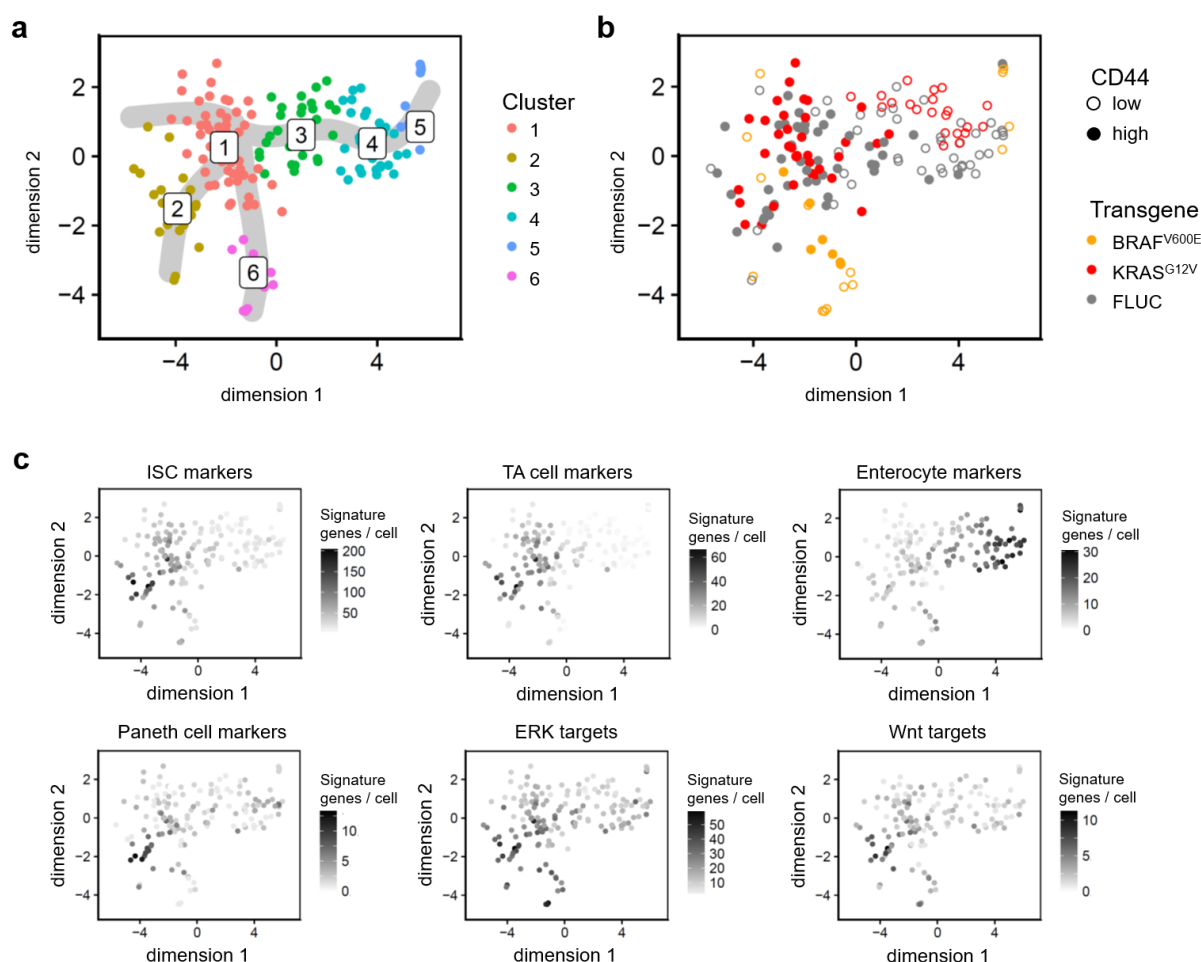 a
2
0
−2
−4
−4
0
4
dimension 1
dimension 2
1
2
3
4
5
6
Cluster
1
2
3
4
5
6
b
2
0
−2
−4
−4
0
4
dimension 1
dimension 2
CD44
low
high
Transgene
BRAFV600E
KRASG12V
FLUC
c
ISC markers
dimension 2
2
0
−2
−4
−4
0
4
dimension 1
Signature
genes / cell
200
150
100
50
TA cell markers
dimension 2
2
0
−2
−4
−4
0
4
dimension 1
Signature
genes / cell
60
40
20
0
Enterocyte markers
dimension 2
2
0
−2
−4
−4
0
4
dimension 1
Signature
genes / cell
30
20
10
0
Paneth cell markers
dimension 2
2
0
−2
−4
−4
0
4
dimension 1
Signature
genes / cell
10
5
0
ERK targets
dimension 2
2
0
−2
−4
−4
0
4
dimension 1
Signature
genes / cell
50
40
30
20
10
Wnt targets
dimension 2
2
0
−2
−4
−4
0
4
dimension 1
Signature
genes / cell
10
5
0